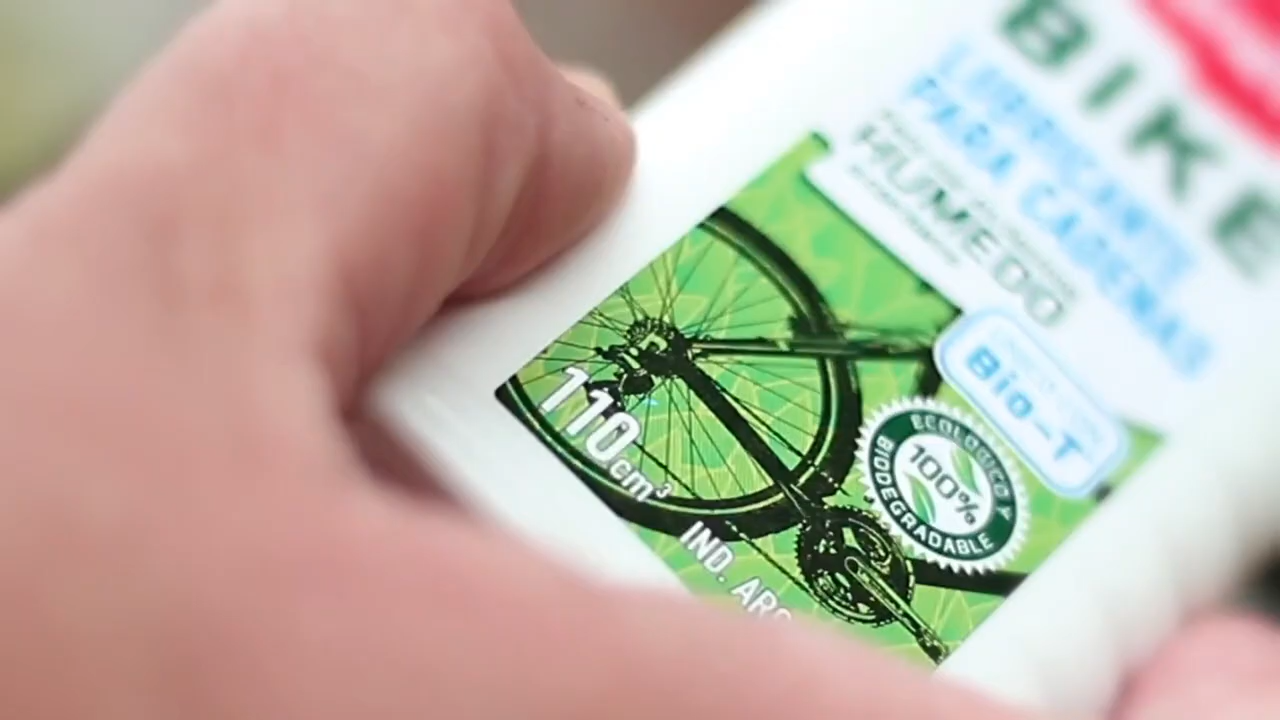 BIKE
LUBRICANTE
PARA CADENAS
HUMEDO
Bio-T
ECOLOGICO Y
100%
BIODEGRADABLE
110cm³
IND. ARG